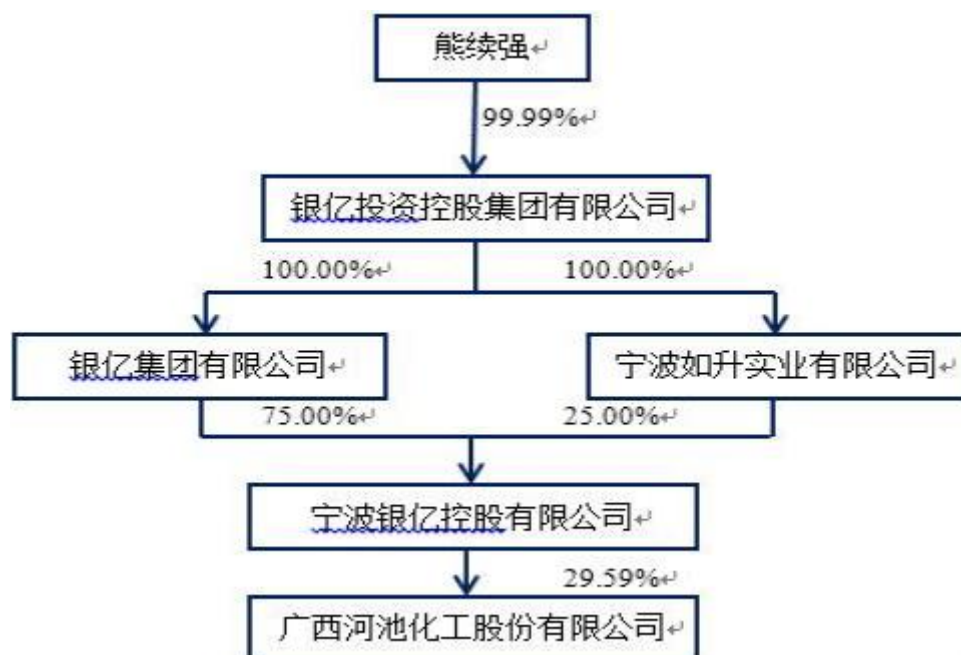 熊续强↵
99.99%↵
银亿投资控股集团有限公司↵
100.00%↵
100.00%↵
银亿集团有限公司↵
宁波如升实业有限公司↵
75.00%↵
25.00%↵
宁波银亿控股有限公司↵
29.59%↵
广西河池化工股份有限公司↵